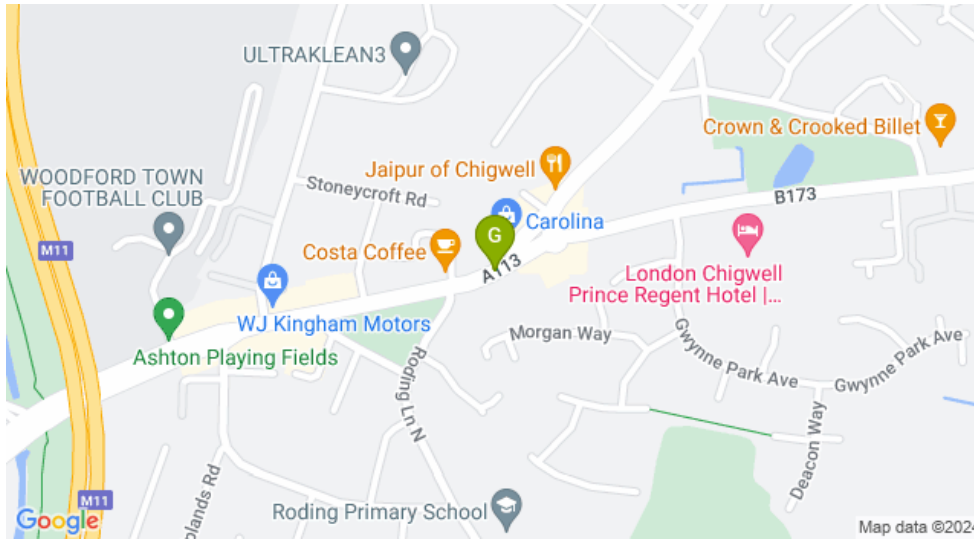 ULTRAKLEAN3
Crown & Crooked Billet
Jaipur of Chigwell
WOODFORD TOWN
FOOTBALL CLUB
Stoneycroft Rd
B173
Carolina
G
M11
Costa Coffee
A113
London Chigwell
Prince Regent Hotel |...
WJ Kingham Motors
Morgan Way
Ashton Playing Fields
Gwynne Park Ave
Gwynne Park Ave
Roding Ln N
Deacon Way
M11
Roding Primary School
Google
Map data ©2024